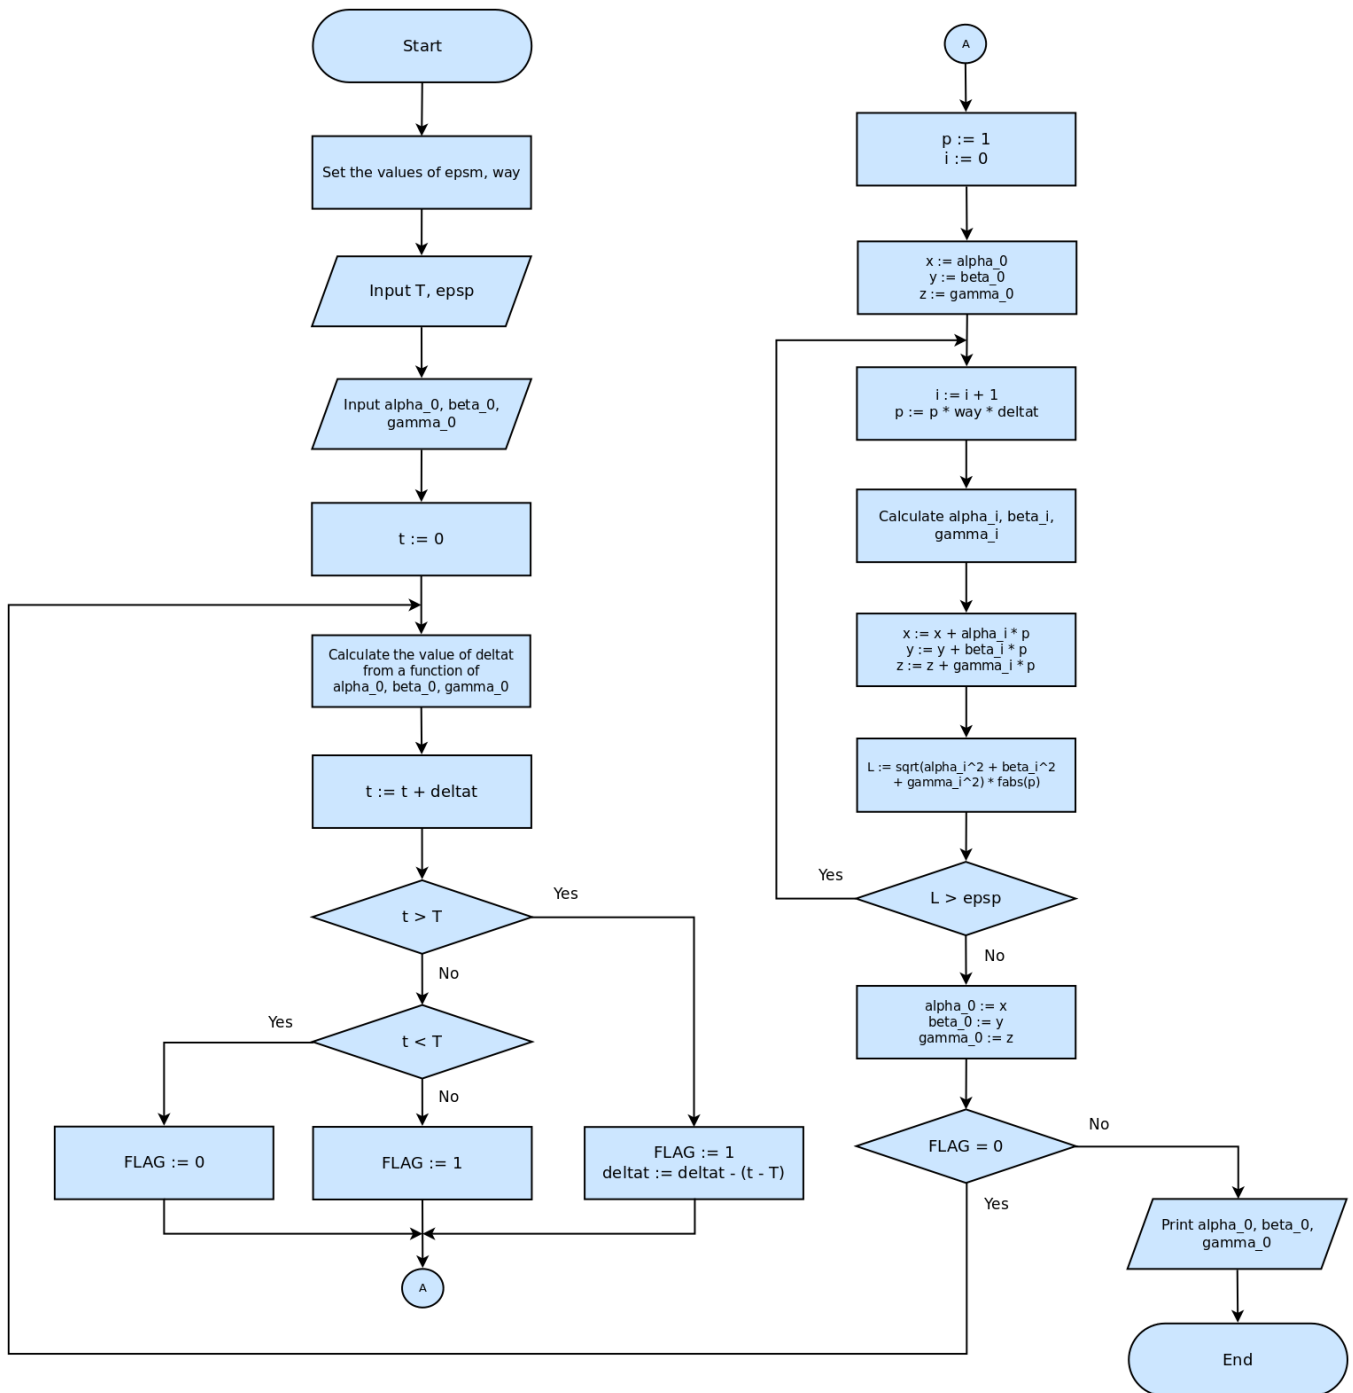 Start
Set the values of epsm, way
Input T, epsp
Input alpha_0, beta_0,
gamma_0
t := 0
Calculate the value of deltat
from a function of
alpha_0, beta_0, gamma_0
t := t + deltat
t > T
Yes
No
t < T
Yes
No
FLAG := 0
FLAG := 1
FLAG := 1
deltat := deltat - (t - T)
A
A
p := 1
i := 0
x := alpha_0
y := beta_0
z := gamma_0
i := i + 1
p := p * way * deltat
Calculate alpha_i, beta_i,
gamma_i
x := x + alpha_i * p
y := y + beta_i * p
z := z + gamma_i * p
L := sqrt(alpha_i^2 + beta_i^2
+ gamma_i^2) * fabs(p)
Yes
L > epsp
No
alpha_0 := x
beta_0 := y
gamma_0 := z
FLAG = 0
No
Yes
Print alpha_0, beta_0,
gamma_0
End